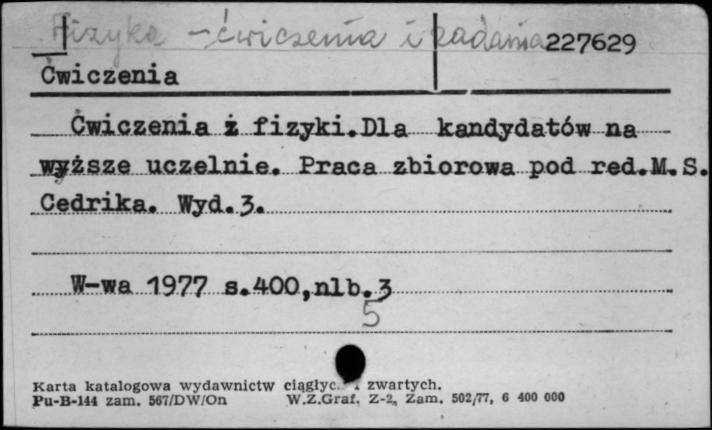 Fizyka - ćwiczenia i zadania 227629
Ćwiczenia
Ćwiczenia ż fizyki.Dla kandydatów na
wyższe uczelnie. Praca zbiorowa pod red.M.S.
Cedrika. Wyd.3.
W-wa 1977 s.400,nlb.3
5
Karta katalogowa wydawnictw zwartych.
Pu-B-144 zam. 567/DW/On W.Z.Graf. Z-2, Zam. 502/77, 6 400 000